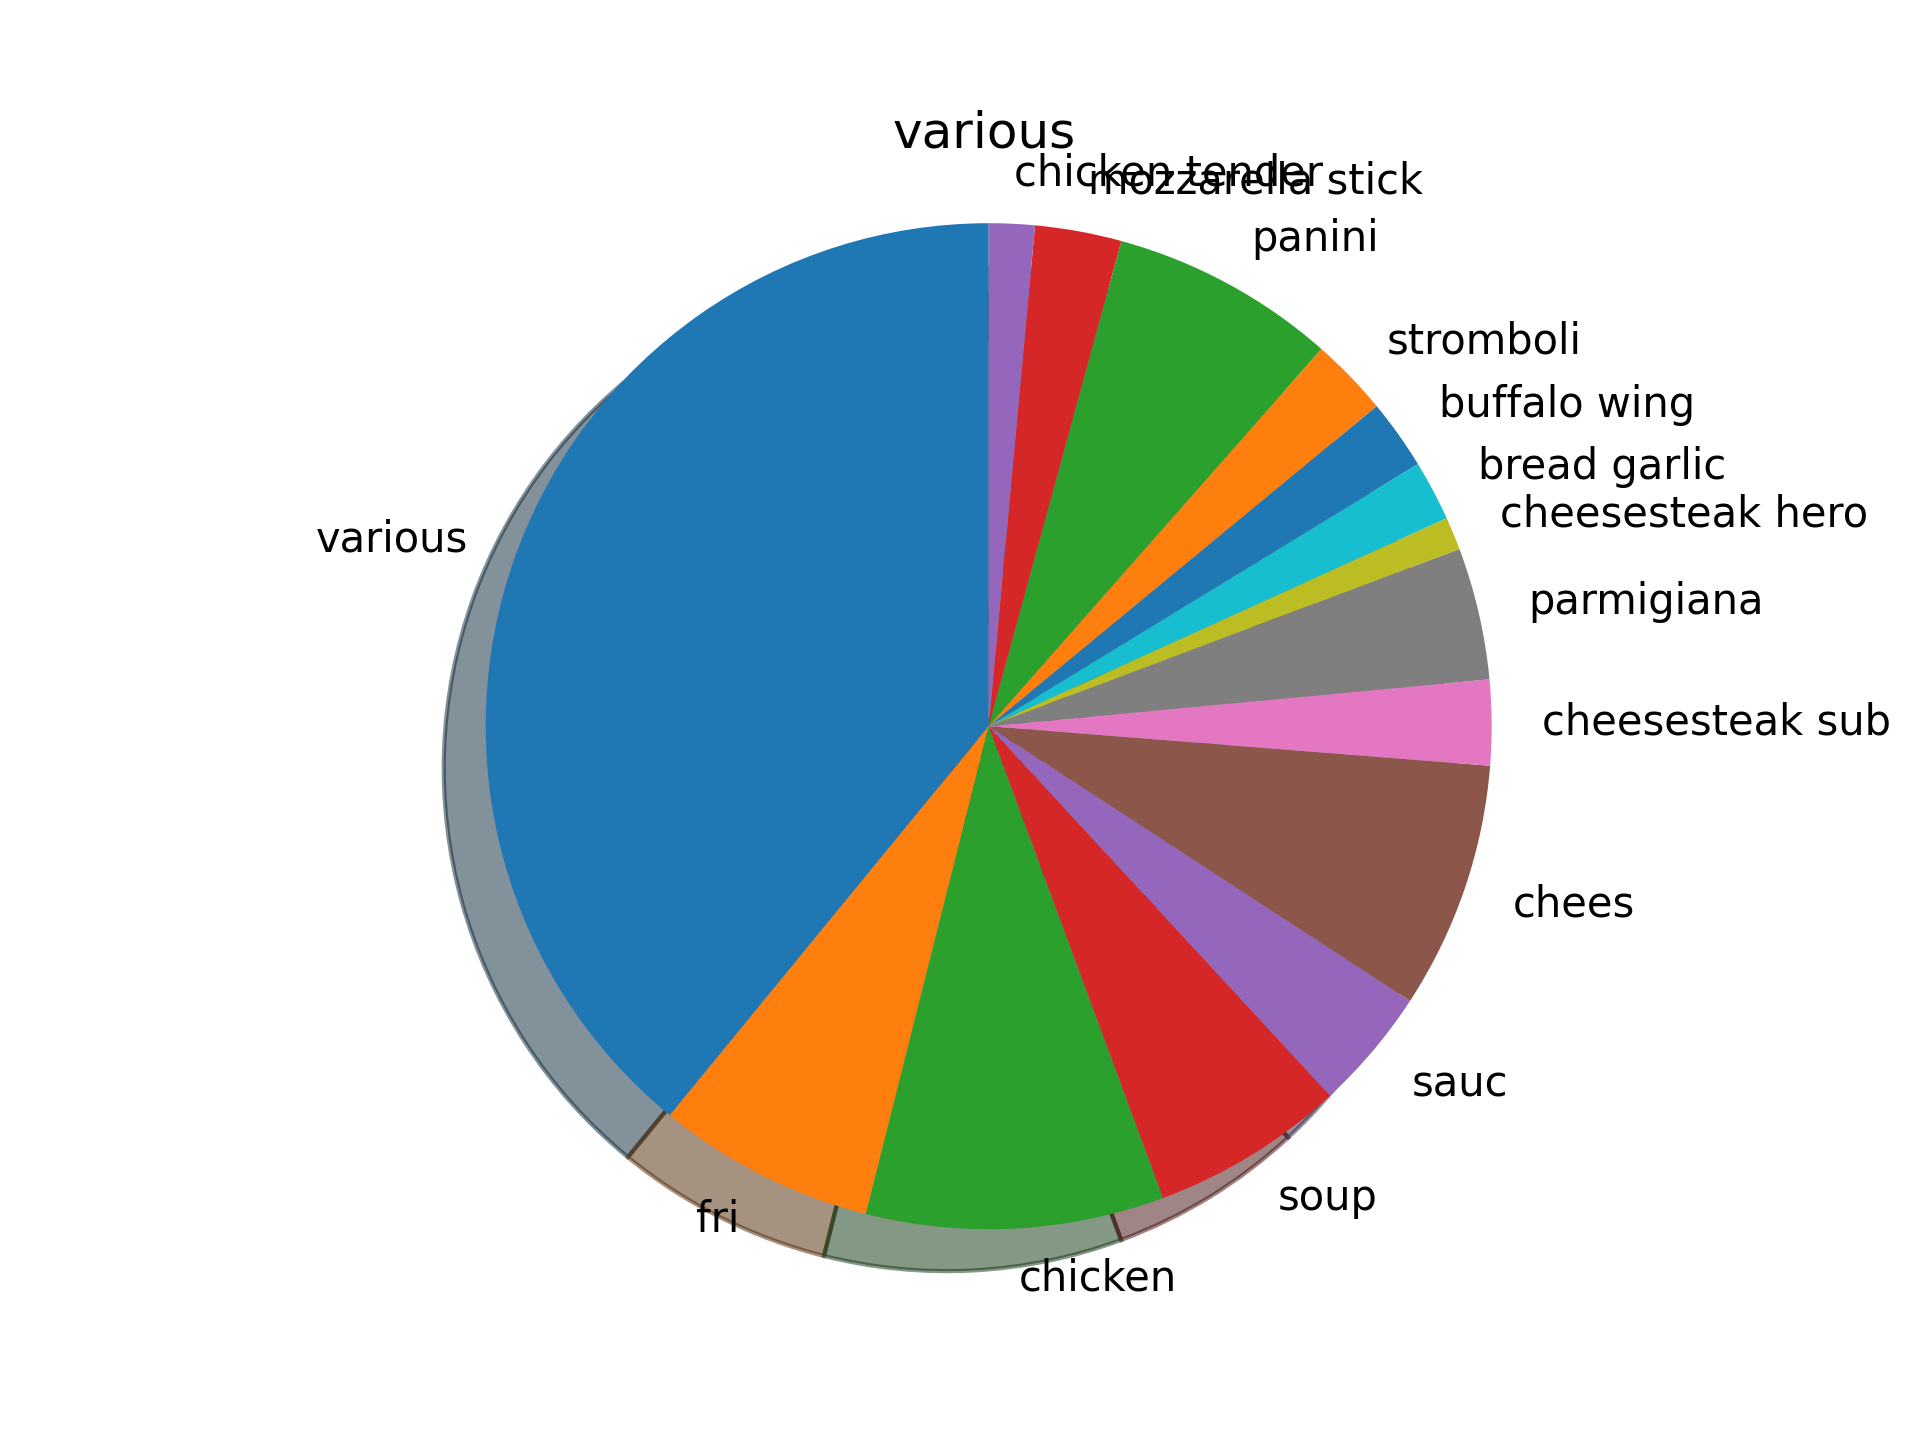 various
chicken tender
mozzarella stick
panini
stromboli
buffalo wing
bread garlic
cheesesteak hero
various
parmigiana
cheesesteak sub
chees
sauc
soup
fri
chicken